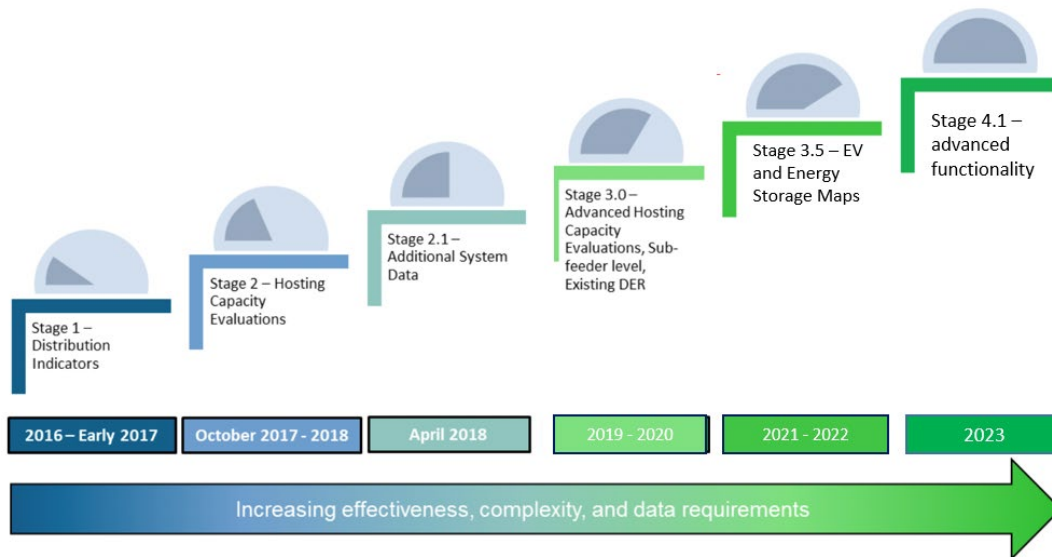 Stage 1 –
Distribution
Indicators
Stage 2 – Hosting
Capacity
Evaluations
Stage 2.1 –
Additional System
Data
Stage 3.0 –
Advanced Hosting
Capacity
Evaluations, Sub-
feeder level,
Existing DER
Stage 3.5 – EV
and Energy
Storage Maps
Stage 4.1 –
advanced
functionality
2016 – Early 2017
October 2017 - 2018
April 2018
2019 - 2020
2021 - 2022
2023
Increasing effectiveness, complexity, and data requirements